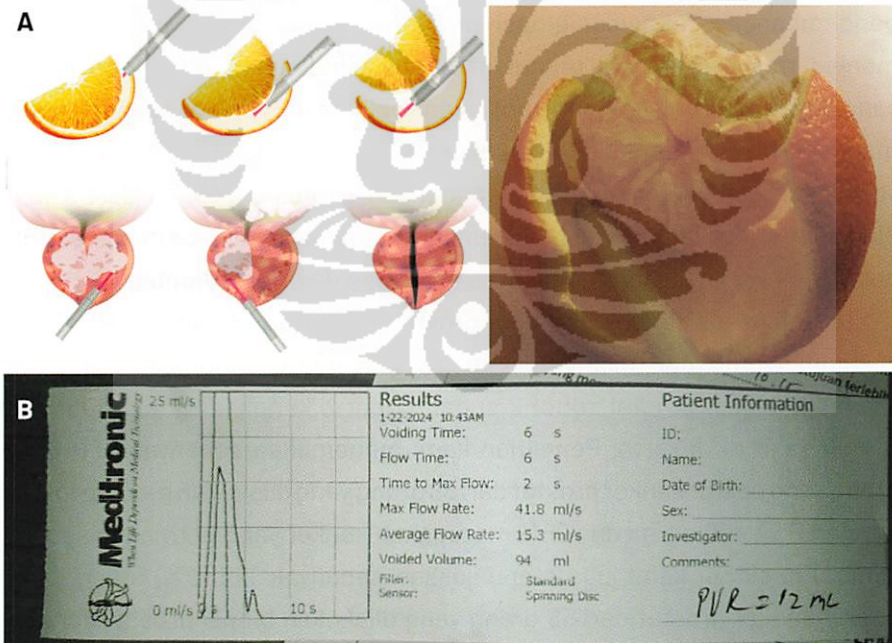 A
B
Medtronic
When Life Depends on Medical Technology
25 ml/s
0 ml/s 0 s
10 s
Results
1-22-2024 10:43AM
Voiding Time: 6 s
Flow Time: 6 s
Time to Max Flow: 2 s
Max Flow Rate: 41.8 ml/s
Average Flow Rate: 15.3 ml/s
Voided Volume: 94 ml
Filter: Standard
Sensor: Spinning Disc
Patient Information
ID:
Name:
Date of Birth:
Sex:
Investigator:
Comments:
PVR = 12 mL